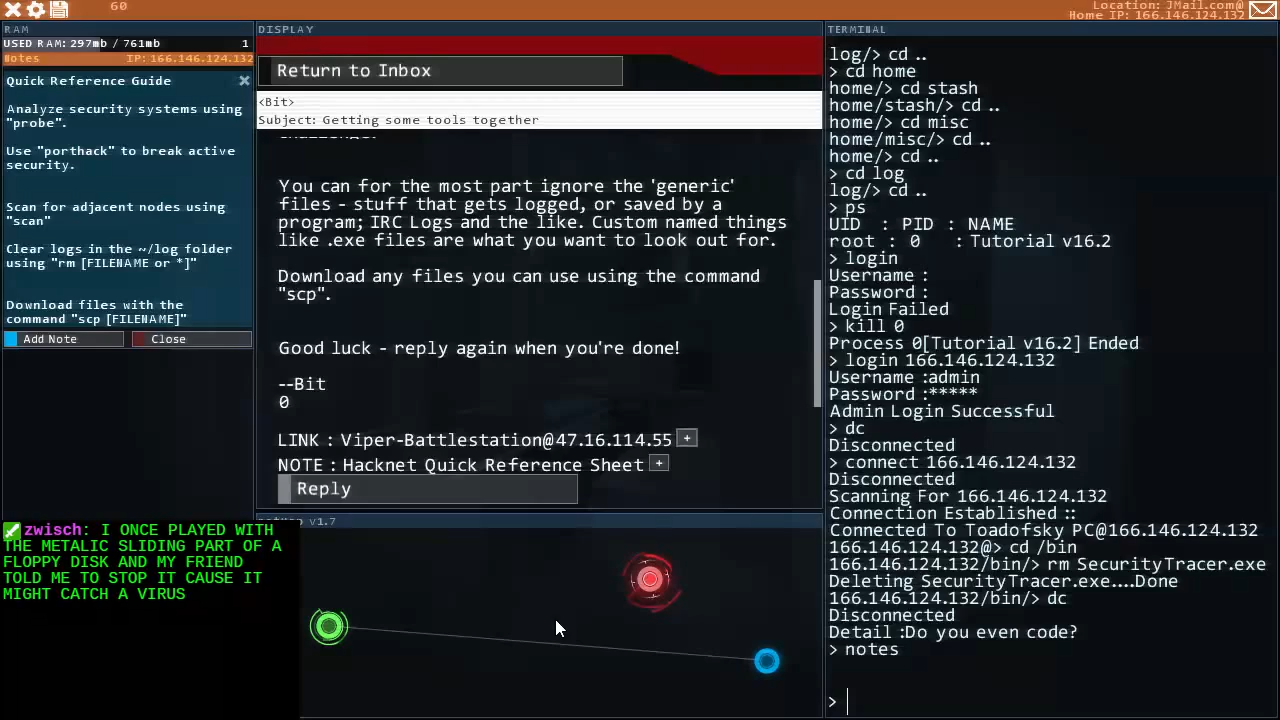 60
Location: JMail.com@
Home IP: 166.146.124.132
RAM
USED RAM: 297mb / 761mb
1
Notes
IP: 166.146.124.132
Quick Reference Guide
Analyze security systems using
"probe".
Use "porthack" to break active
security.
Scan for adjacent nodes using
"scan"
Clear logs in the ~/log folder
using "rm [FILENAME or *]"
Download files with the
command "scp [FILENAME]"
Add Note
Close
zwisch: I ONCE PLAYED WITH
THE METALIC SLIDING PART OF A
FLOPPY DISK AND MY FRIEND
TOLD ME TO STOP IT CAUSE IT
MIGHT CATCH A VIRUS
DISPLAY
Return to Inbox
<Bit>
Subject: Getting some tools together
You can for the most part ignore the 'generic'
files - stuff that gets logged, or saved by a
program; IRC Logs and the like. Custom named things
like .exe files are what you want to look out for.
Download any files you can use using the command
"scp".
Good luck - reply again when you're done!
--Bit
0
LINK : Viper-Battlestation@47.16.114.55 +
NOTE : Hacknet Quick Reference Sheet +
Reply
v1.7
TERMINAL
log/> cd ..
> cd home
home/> cd stash
home/stash/> cd ..
home/> cd misc
home/misc/> cd ..
home/> cd ..
> cd log
log/> cd ..
> ps
UID : PID : NAME
root : 0 : Tutorial v16.2
> login
Username :
Password :
Login Failed
> kill 0
Process 0[Tutorial v16.2] Ended
> login 166.146.124.132
Username :admin
Password :*****
Admin Login Successful
> dc
Disconnected
> connect 166.146.124.132
Disconnected
Scanning For 166.146.124.132
Connection Established ::
Connected To Toadofsky PC@166.146.124.132
166.146.124.132@> cd /bin
166.146.124.132/bin/> rm SecurityTracer.exe
Deleting SecurityTracer.exe....Done
166.146.124.132/bin/> dc
Disconnected
Detail :Do you even code?
> notes
>